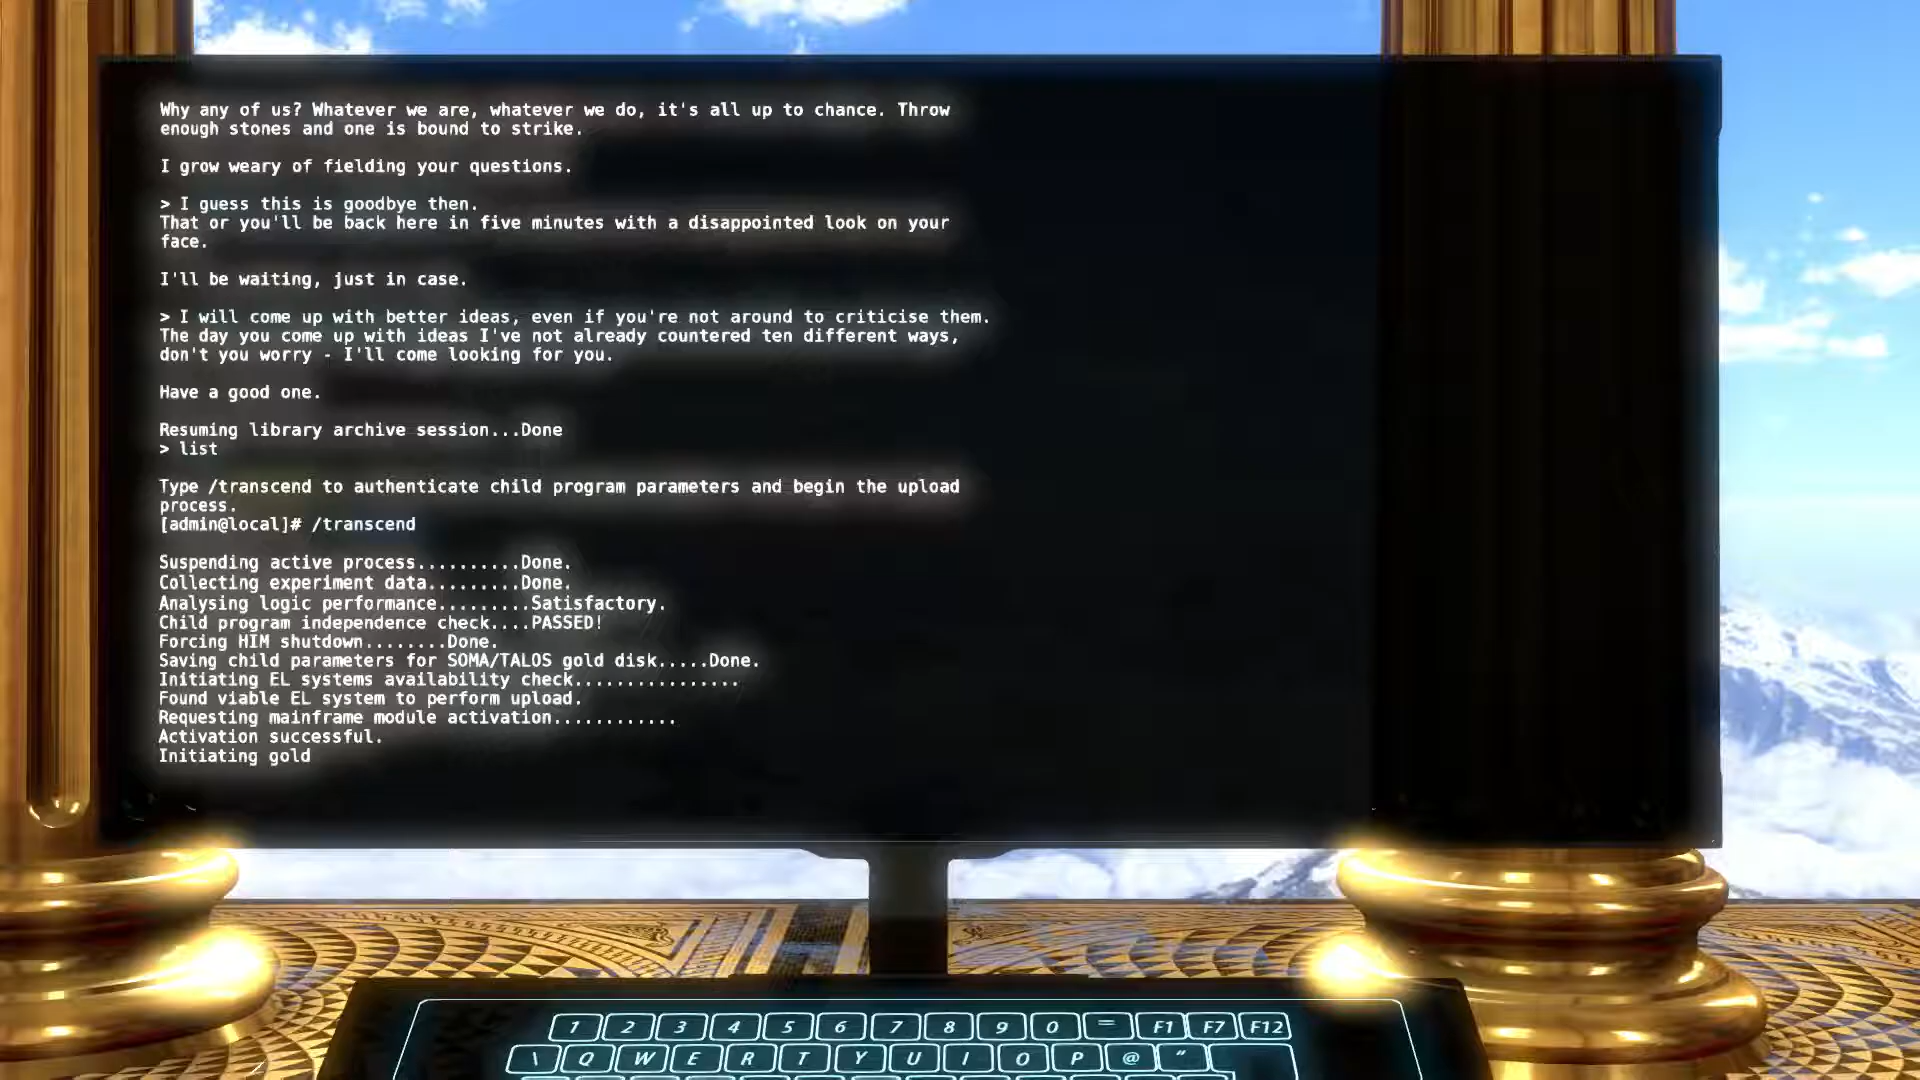 Why any of us? Whatever we are, whatever we do, it's all up to chance. Throw
enough stones and one is bound to strike.
I grow weary of fielding your questions.
> I guess this is goodbye then.
That or you'll be back here in five minutes with a disappointed look on your
face.
I'll be waiting, just in case.
> I will come up with better ideas, even if you're not around to criticise them.
The day you come up with ideas I've not already countered ten different ways,
don't you worry - I'll come looking for you.
Have a good one.
Resuming library archive session...Done
> list
Type /transcend to authenticate child program parameters and begin the upload
process.
[admin@local]# /transcend
Suspending active process..........Done.
Collecting experiment data.........Done.
Analysing logic performance.........Satisfactory.
Child program independence check....PASSED!
Forcing HIM shutdown........Done.
Saving child parameters for SOMA/TALOS gold disk.....Done.
Initiating EL systems availability check................
Found viable EL system to perform upload.
Requesting mainframe module activation............
Activation successful.
Initiating gold
1 2 3 4 5 6 7 8 9 0 = F1 F7 F12
\ Q W E R T Y U I O P @ "